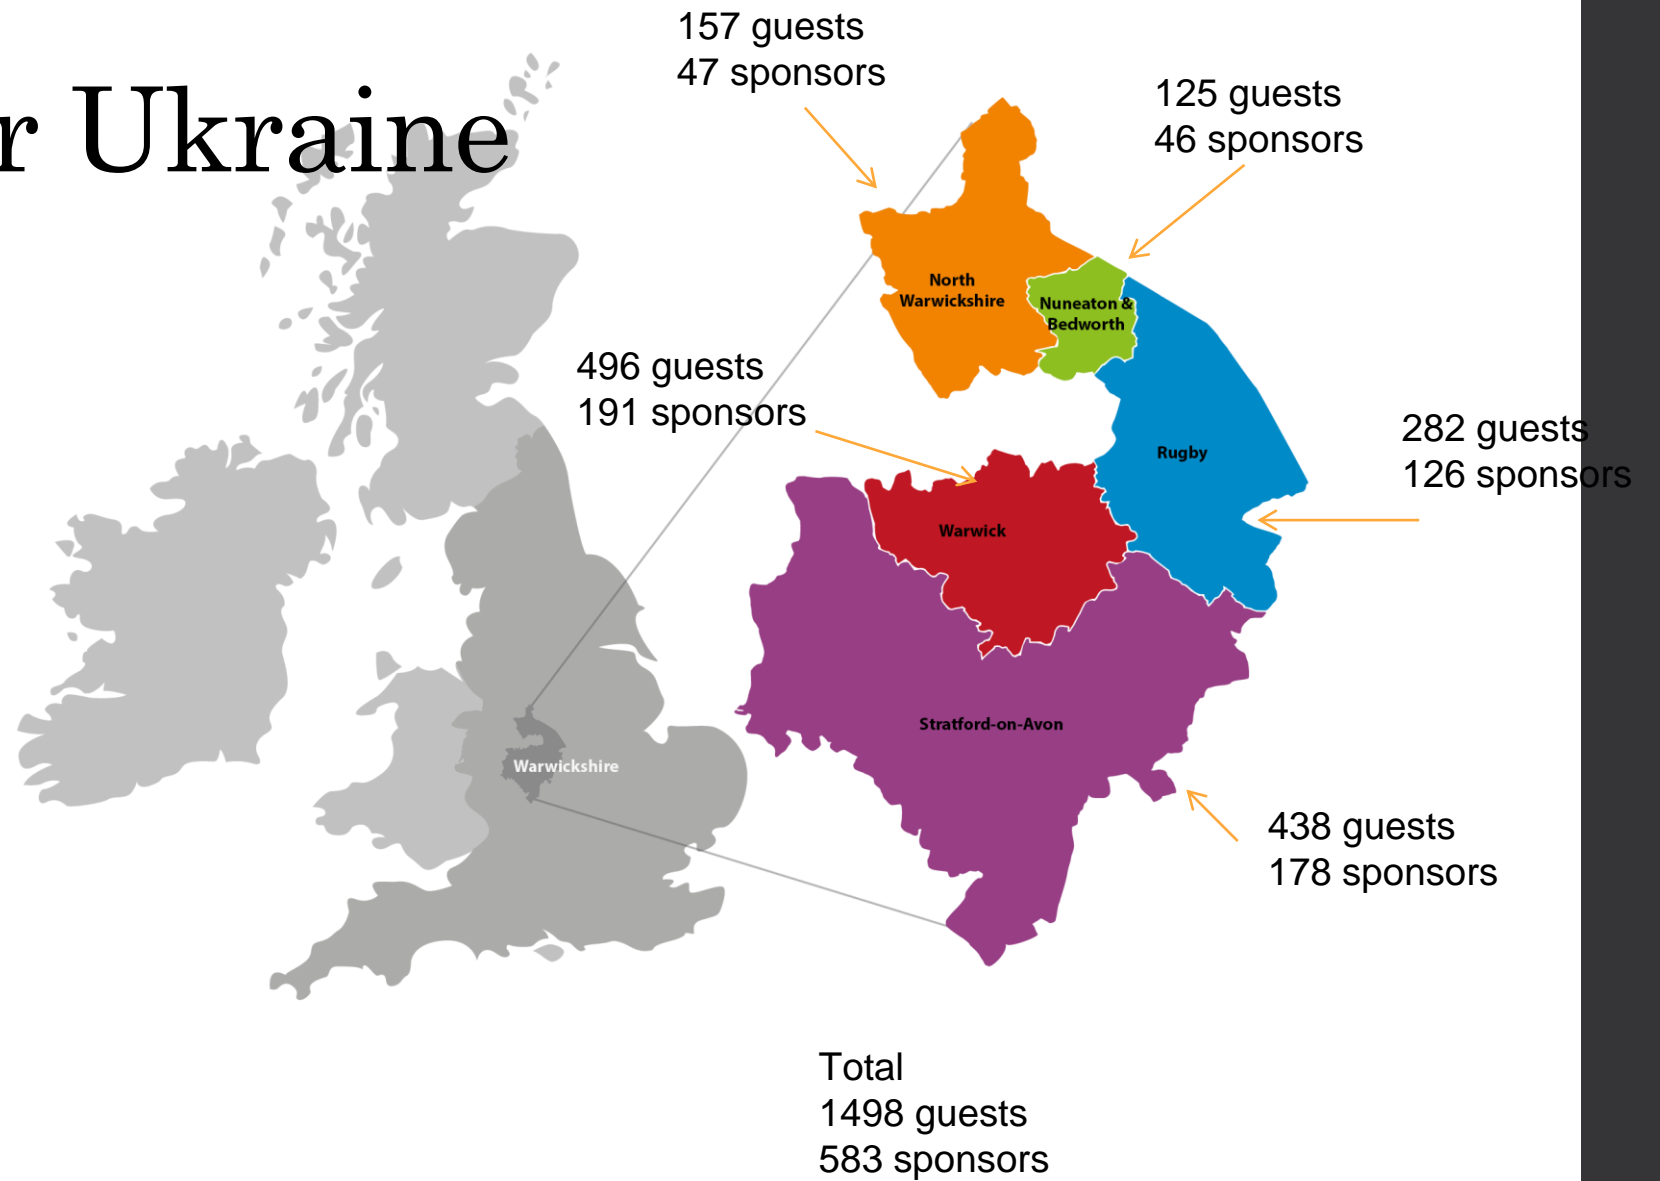 r Ukraine
157 guests
47 sponsors
125 guests
46 sponsors
North
Warwickshire
Nuneaton &
Bedworth
496 guests
191 sponsors
Rugby
282 guests
126 sponsors
Warwick
Stratford-on-Avon
Warwickshire
438 guests
178 sponsors
Total
1498 guests
583 sponsors